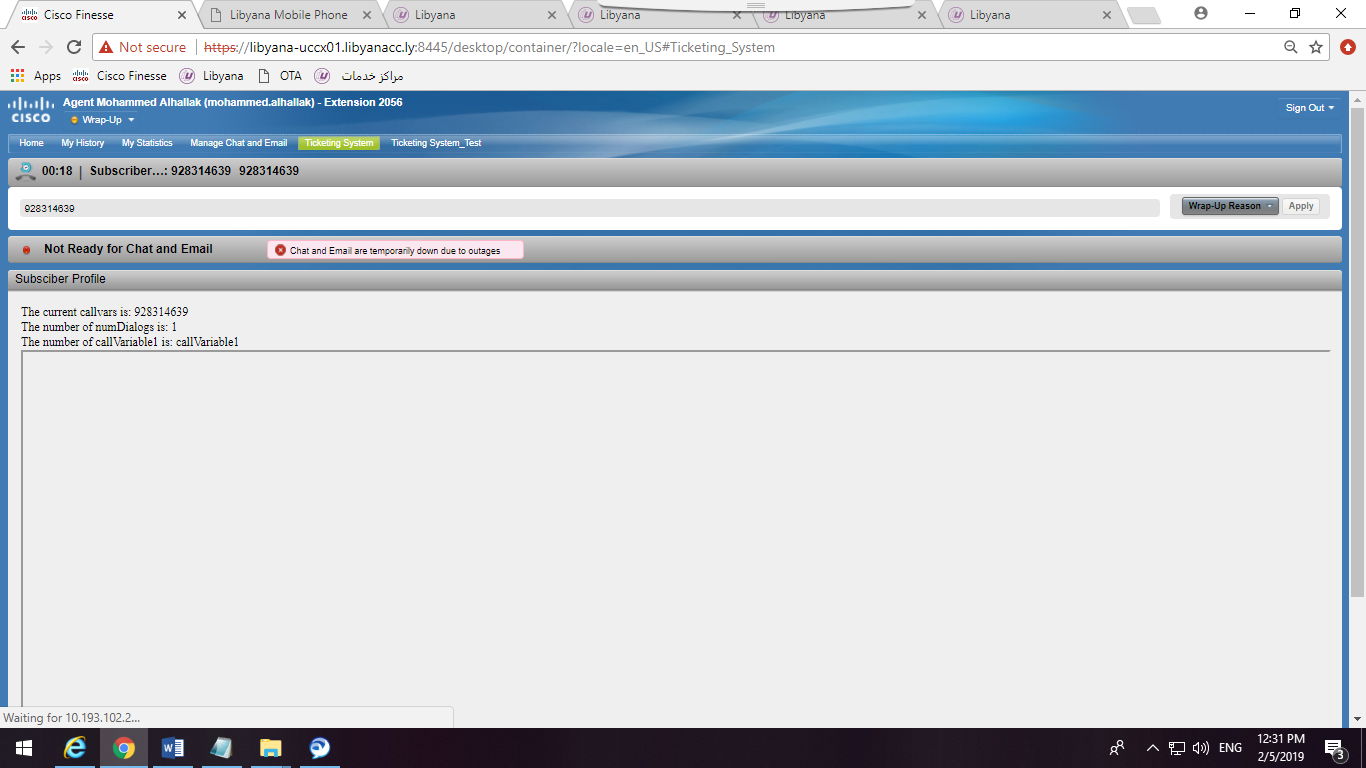 Cisco Finesse
Libyana Mobile Phone
Libyana
Libyana
Libyana
Libyana
Not secure
https://libyana-uccx01.libyanacc.ly:8445/desktop/container/?locale=en_US#Ticketing_System
Apps
Cisco Finesse
Libyana
OTA
مراكز خدمات
CISCO
Agent Mohammed Alhallak (mohammed.alhallak) - Extension 2056
Wrap-Up
Sign Out
Home
My History
My Statistics
Manage Chat and Email
Ticketing System
Ticketing System_Test
00:18 | Subscriber...: 928314639 928314639
928314639
Wrap-Up Reason
Apply
Not Ready for Chat and Email
Chat and Email are temporarily down due to outages
Subsciber Profile
The current callvars is: 928314639
The number of numDialogs is: 1
The number of callVariable1 is: callVariable1
Waiting for 10.193.102.2...
ENG
12:31 PM
2/5/2019
3